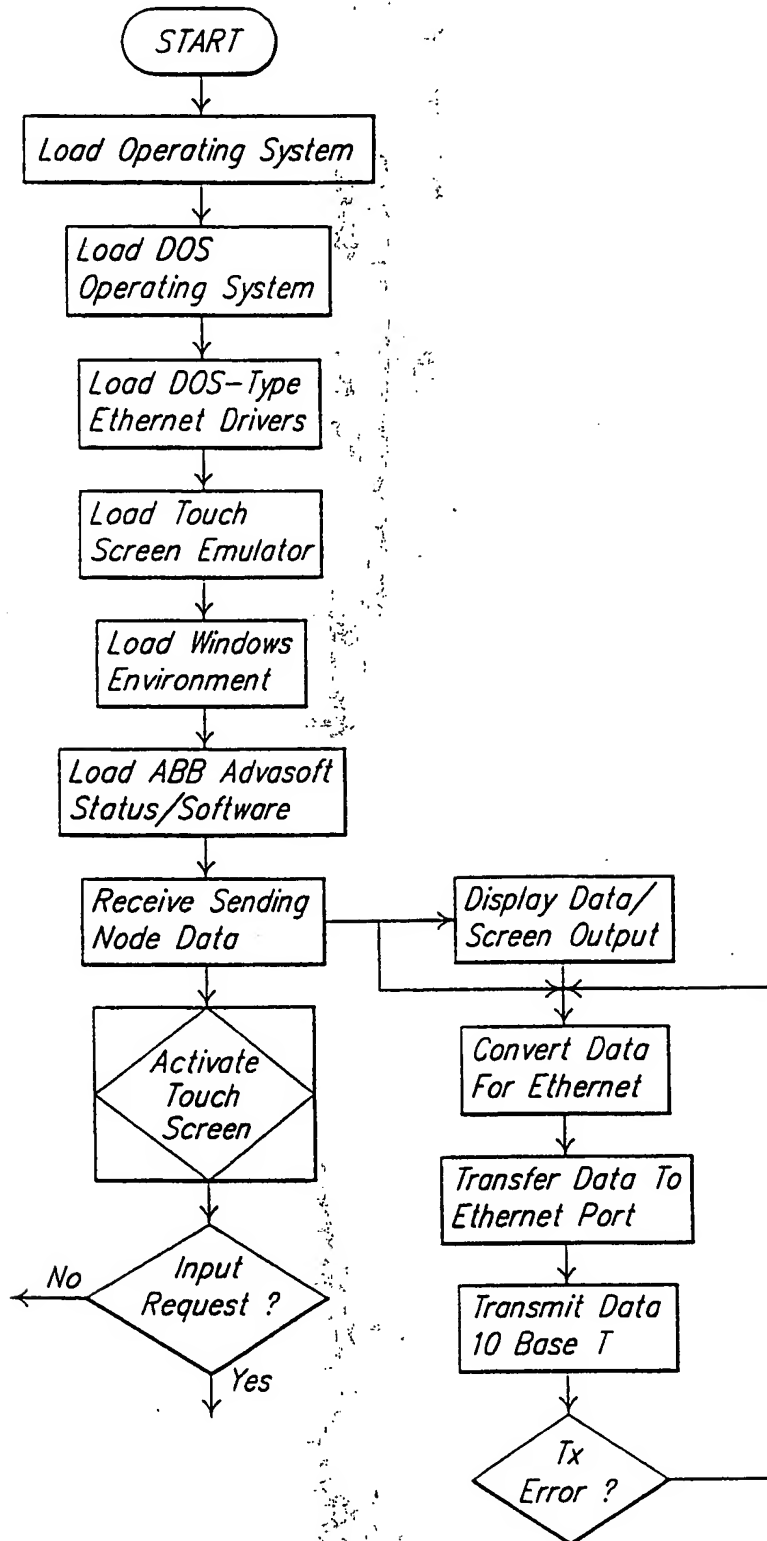 START
Load Operating System
Load DOS
Operating System
Load DOS-Type
Ethernet Drivers
Load Touch
Screen Emulator
Load Windows
Environment
Load ABB Advasoft
Status/Software
Receive Sending
Node Data
Display Data/
Screen Output
Activate
Touch
Screen
Convert Data
For Ethernet
Transfer Data To
Ethernet Port
Input
Request ?
No
Yes
Transmit Data
10 Base T
Tx
Error ?